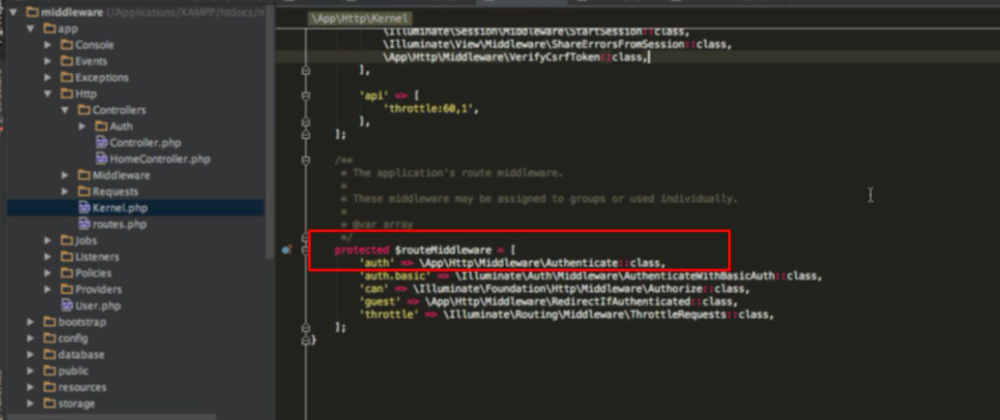 middleware (/Applications/XAMPP/htdocs/
app
Console
Events
Exceptions
Http
Controllers
Auth
Controller.php
HomeController.php
Middleware
Requests
Kernel.php
routes.php
Jobs
Listeners
Policies
Providers
User.php
bootstrap
config
database
public
resources
storage
\App\Http\Kernel
\Illuminate\Session\Middleware\StartSession::class,
\Illuminate\View\Middleware\ShareErrorsFromSession::class,
\App\Http\Middleware\VerifyCsrfToken::class,
],
'api' => [
'throttle:60,1',
],
];
/**
* The application's route middleware.
*
* These middleware may be assigned to groups or used individually.
*
* @var array
*/
protected $routeMiddleware = [
'auth' => \App\Http\Middleware\Authenticate::class,
'auth.basic' => \Illuminate\Auth\Middleware\AuthenticateWithBasicAuth::class,
'can' => \Illuminate\Foundation\Http\Middleware\Authorize::class,
'guest' => \App\Http\Middleware\RedirectIfAuthenticated::class,
'throttle' => \Illuminate\Routing\Middleware\ThrottleRequests::class,
];
}